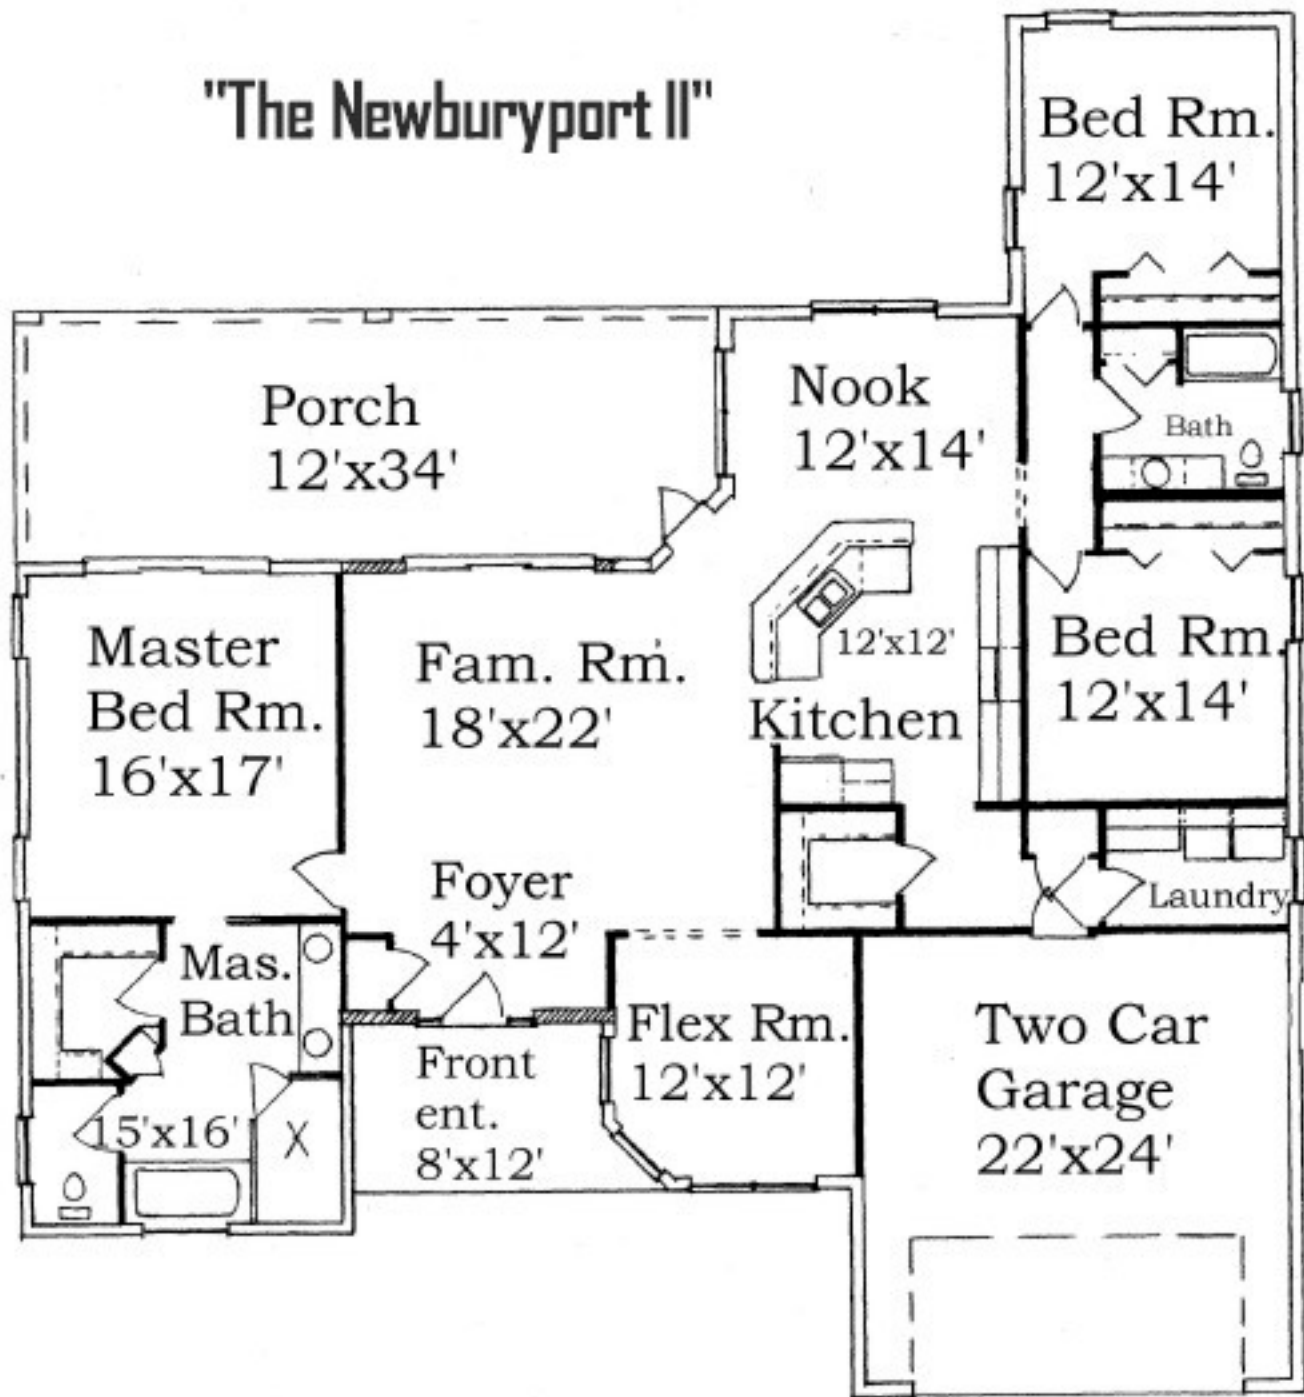 "The Newburyport II"
Bed Rm.
12'x14'
Porch
12'x34'
Nook
12'x14'
Bath
Master
Bed Rm.
16'x17'
Fam. Rm.
18'x22'
12'x12'
Kitchen
Bed Rm.
12'x14'
Foyer
4'x12'
Laundry
Mas.
Bath
15'x16'
X
Front
ent.
8'x12'
Flex Rm.
12'x12'
Two Car
Garage
22'x24'